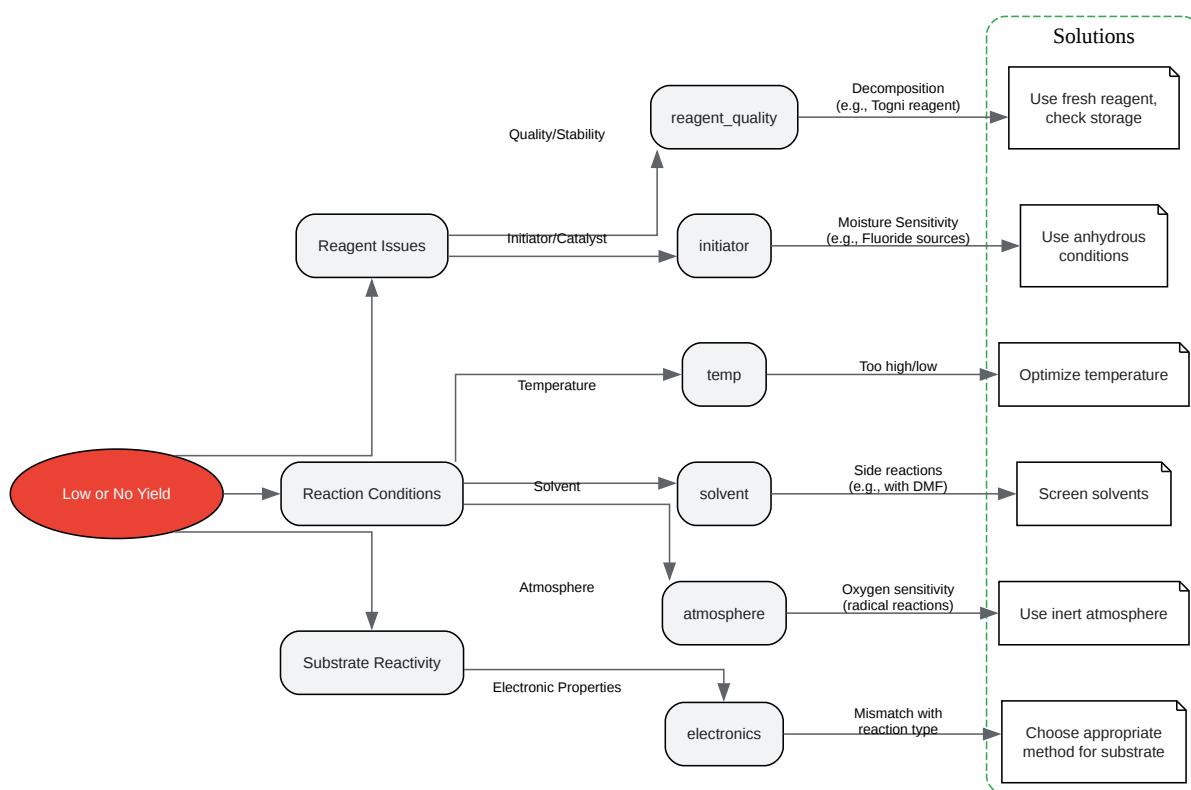 Solutions
Decomposition
(e.g., Togni reagent)
Use fresh reagent,
check storage
reagent_quality
Quality/Stability
Reagent Issues
Initiator/Catalyst
initiator
Moisture Sensitivity
(e.g., Fluoride sources)
Use anhydrous
conditions
Temperature
temp
Too high/low
Optimize temperature
Low or No Yield
Reaction Conditions
Solvent
solvent
Side reactions
(e.g., with DMF)
Screen solvents
Atmosphere
atmosphere
Oxygen sensitivity
(radical reactions)
Use inert atmosphere
Substrate Reactivity
Electronic Properties
electronics
Mismatch with
reaction type
Choose appropriate
method for substrate